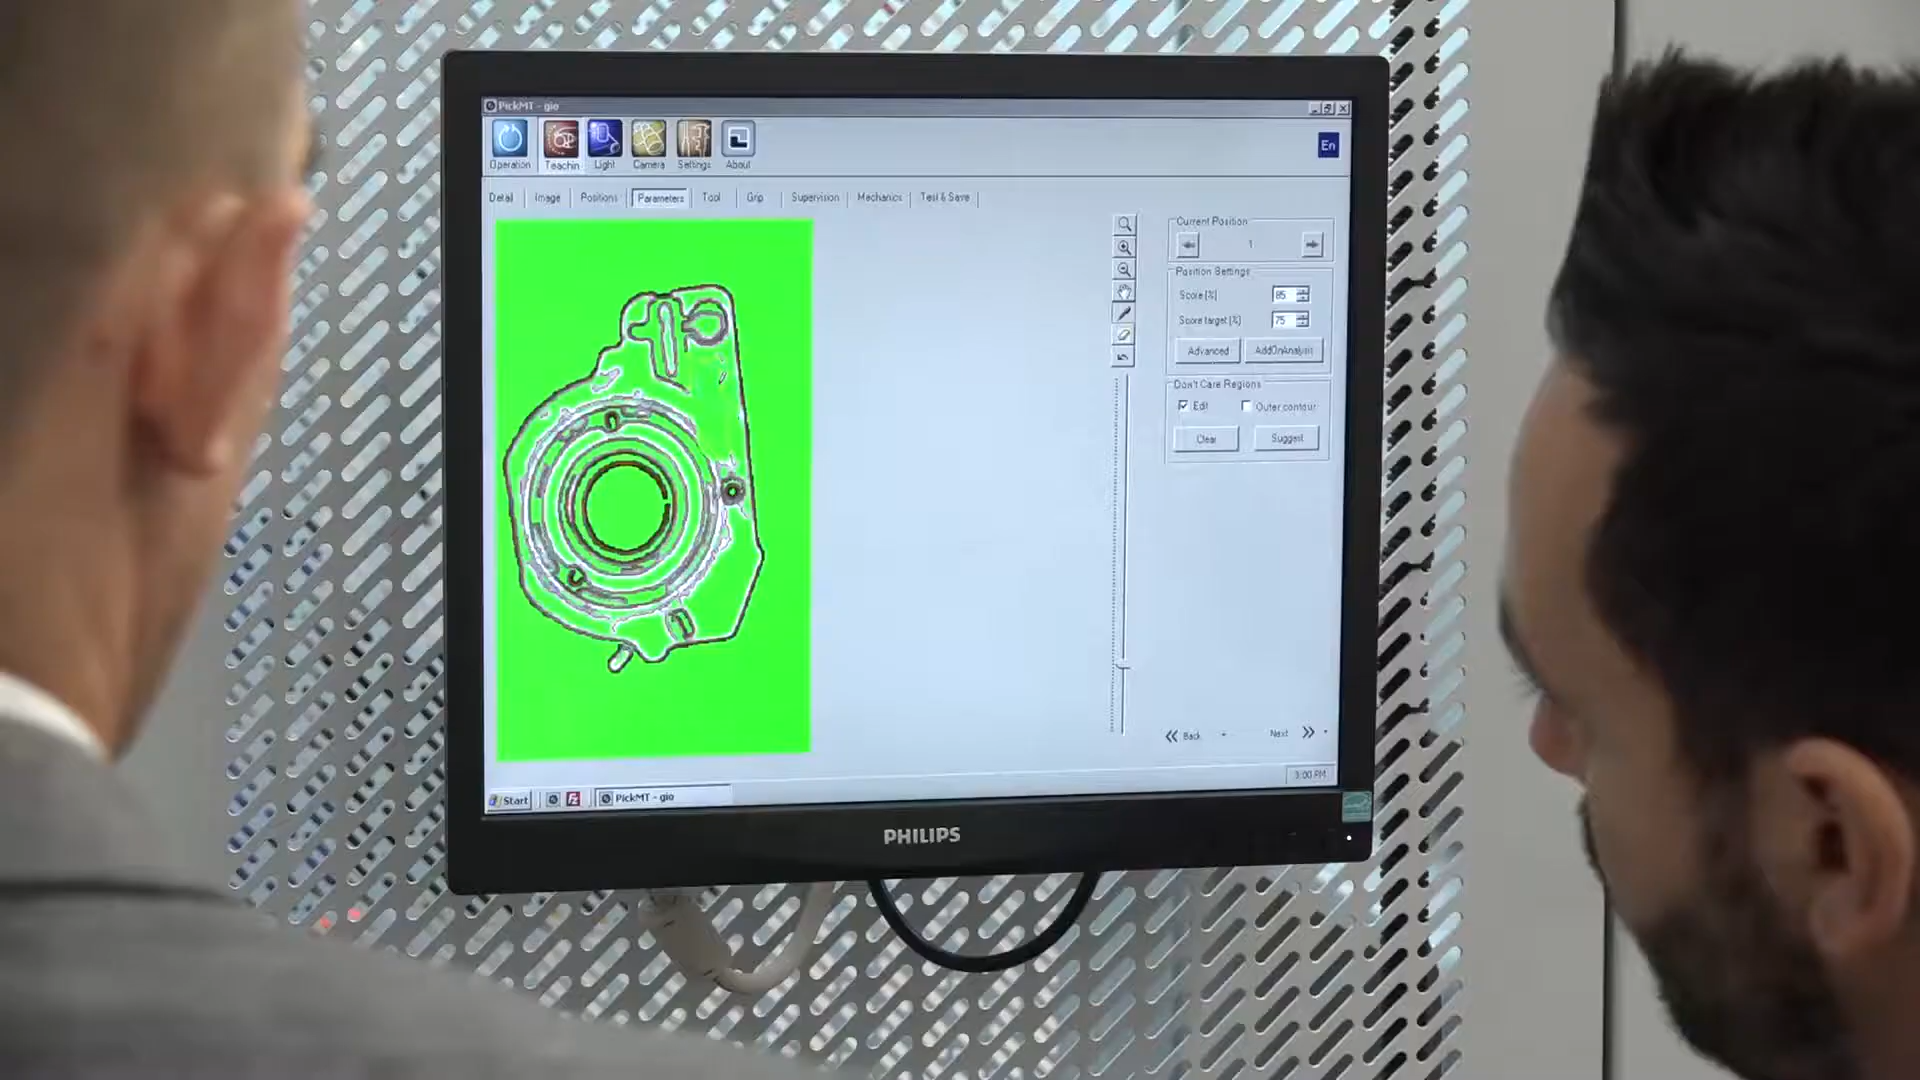 PickMT - gio
Operation Teachin Light Camera Settings About
En
Detail Image Positions Parameters Tool Grip Supervision Mechanics Test & Save
Current Position
1
Position Settings
Score [%] 85
Score target [%] 75
Advanced AddOnAnalysis
Don't Care Regions
Edit Outer contour
Clear Suggest
Back Next
3:00 PM
Start PickMT - gio
PHILIPS